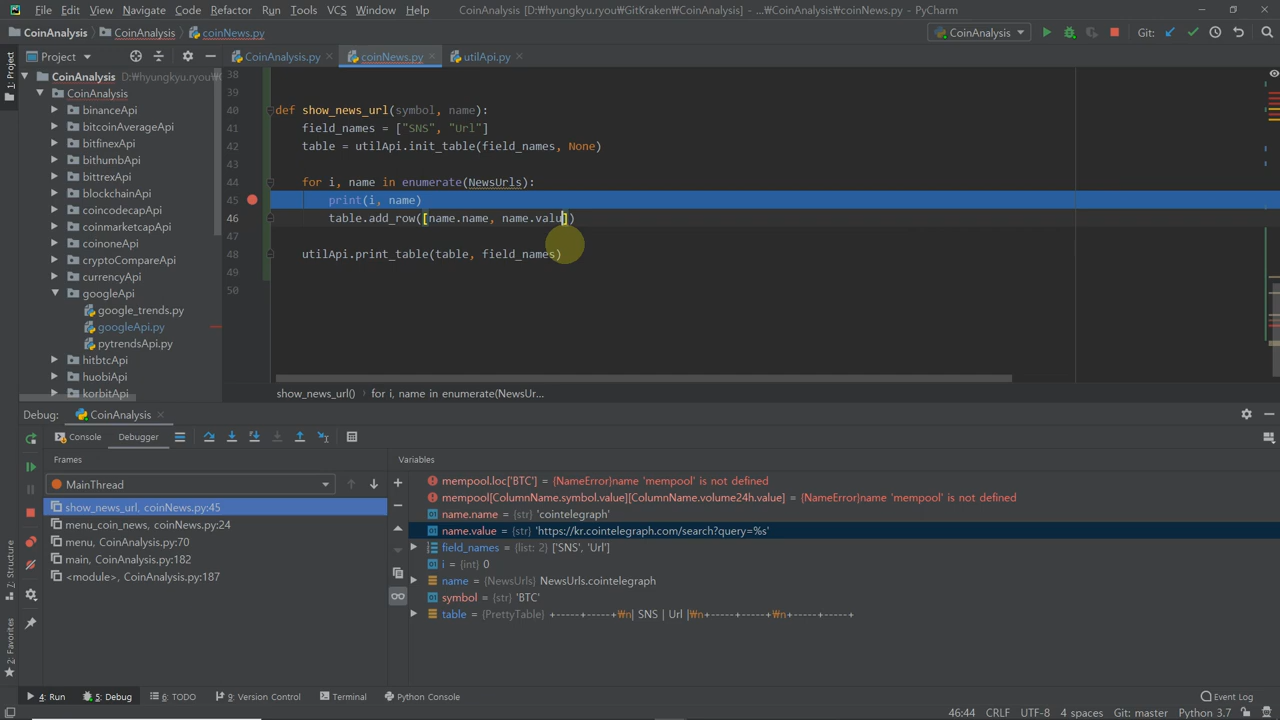 File Edit View Navigate Code Refactor Run Tools VCS Window Help CoinAnalysis [D:₩hyungkyu.ryou₩GitKraken₩CoinAnalysis] - ...₩CoinAnalysis₩coinNews.py - PyCharm
CoinAnalysis CoinAnalysis coinNews.py CoinAnalysis Git:
1: Project
Project CoinAnalysis.py coinNews.py utilApi.py
CoinAnalysis D:₩hyungkyu.ryou₩GitKraken₩CoinAnalysis
CoinAnalysis
binanceApi
bitcoinAverageApi
bitfinexApi
bithumbApi
bittrexApi
blockchainApi
coincodecapApi
coinoneApi
cryptoCompareApi
currencyApi
googleApi
google_trends.py
googleApi.py
pytrendsApi.py
hitbtcApi
huobiApi
korbitApi
38
39
40 def show_news_url(symbol, name):
41 field_names = ["SNS", "Url"]
42 table = utilApi.init_table(field_names, None)
43
44 for i, name in enumerate(NewsUrls):
45 print(i, name)
46 table.add_row([name.name, name.valu])
47
48 utilApi.print_table(table, field_names)
49
50
show_news_url() for i, name in enumerate(NewsUr...
Debug: CoinAnalysis
Console Debugger
Frames Variables
MainThread
show_news_url, coinNews.py:45
menu_coin_news, coinNews.py:24
menu, CoinAnalysis.py:70
main, CoinAnalysis.py:182
<module>, CoinAnalysis.py:187
mempool.loc['BTC'] = {NameError}name 'mempool' is not defined
mempool[ColumnName.symbol.value][ColumnName.volume24h.value] = {NameError}name 'mempool' is not defined
name.name = {str} 'cointelegraph'
name.value = {str} 'https://kr.cointelegraph.com/search?query=%s'
field_names = {list: 2} ['SNS', 'Url']
i = {int} 0
name = {NewsUrls} NewsUrls.cointelegraph
symbol = {str} 'BTC'
table = {PrettyTable} +-----+-----+₩n| SNS | Url |₩n+-----+-----+₩n+-----+-----+
7: Structure
2: Favorites
4: Run 5: Debug 6: TODO 9: Version Control Terminal Python Console Event Log
46:44 CRLF UTF-8 4 spaces Git: master Python 3.7